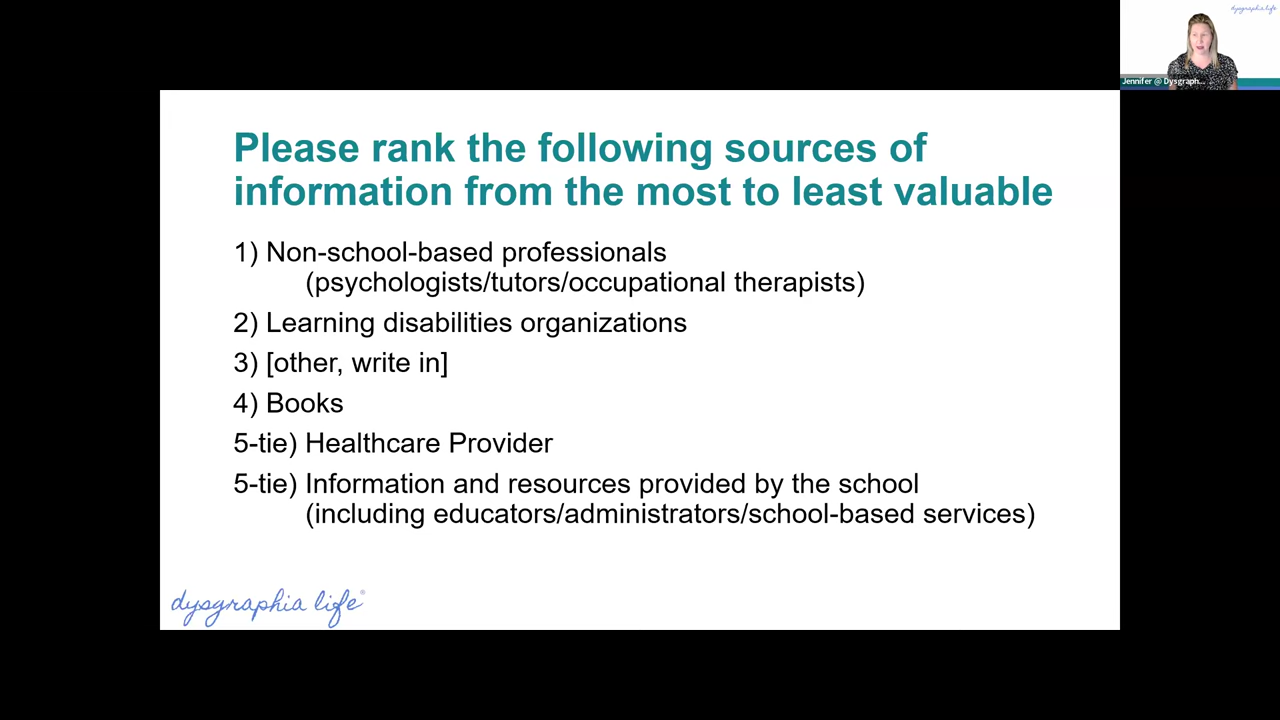 dysgraphia life
Jennifer @ Dysgraph...
Please rank the following sources of
information from the most to least valuable
1) Non-school-based professionals
(psychologists/tutors/occupational therapists)
2) Learning disabilities organizations
3) [other, write in]
4) Books
5-tie) Healthcare Provider
5-tie) Information and resources provided by the school
(including educators/administrators/school-based services)
dysgraphia life®